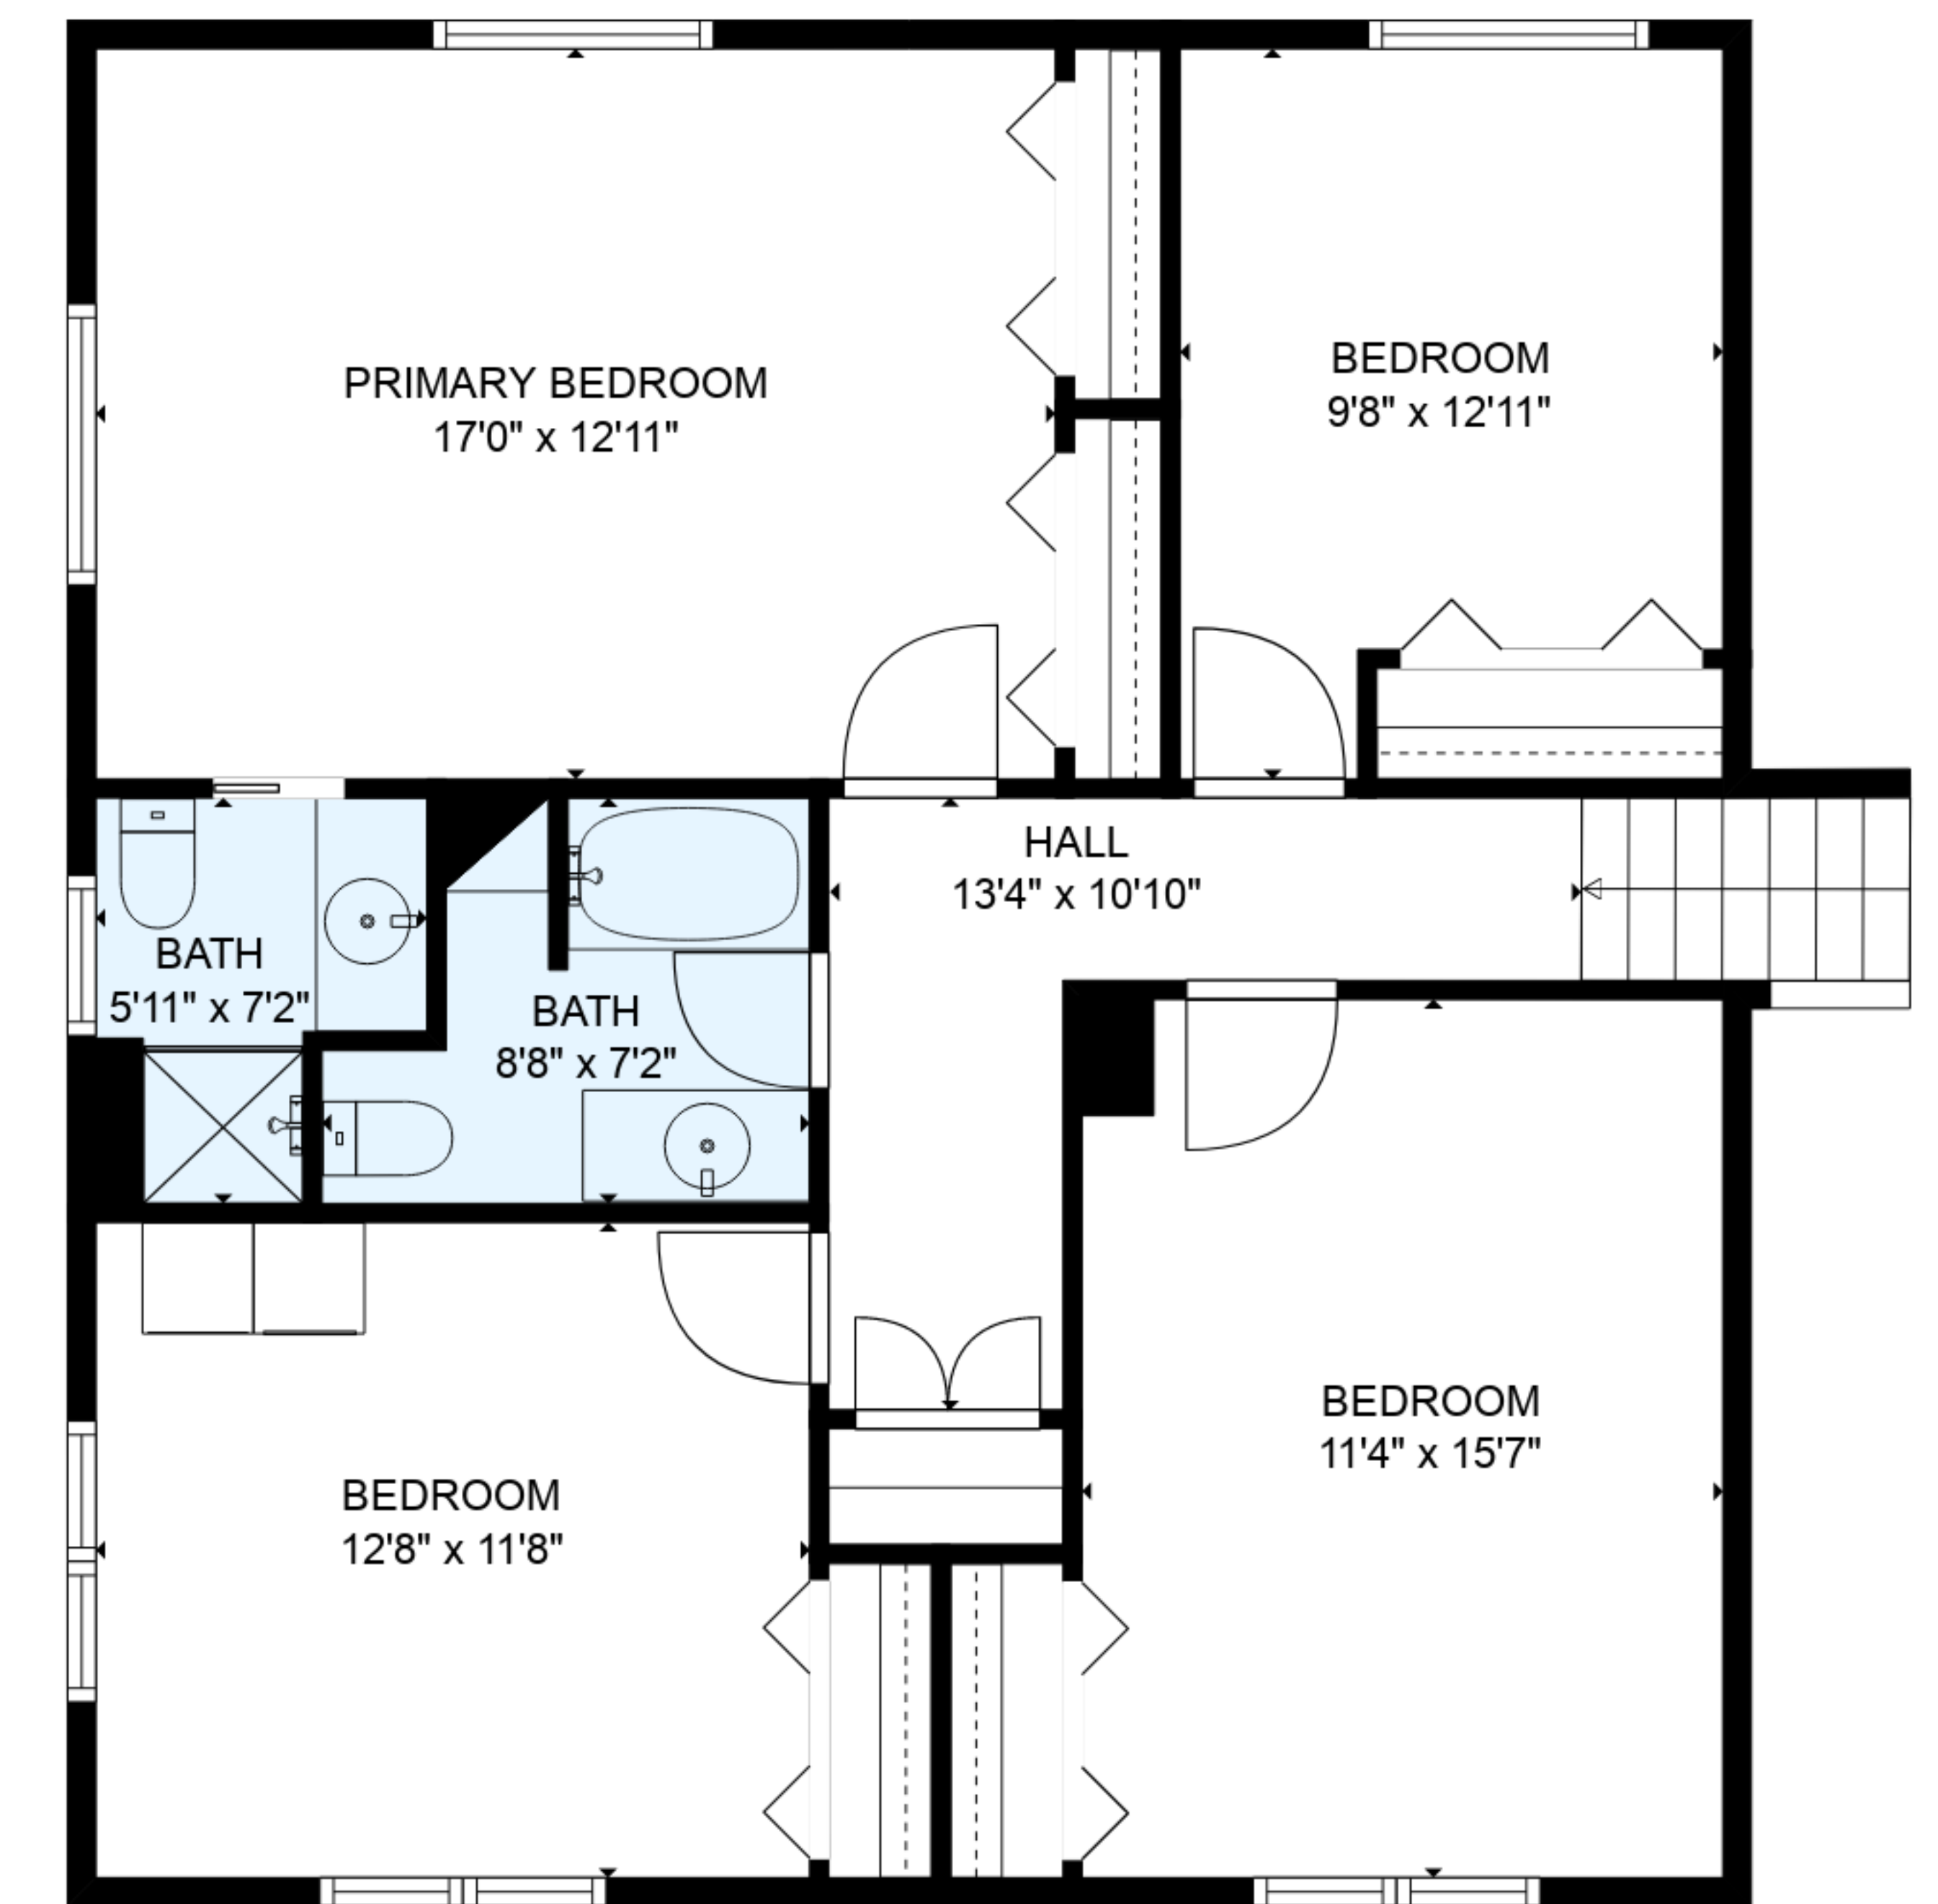 PRIMARY BEDROOM
17'0" x 12'11"
BEDROOM
9'8" x 12'11"
HALL
13'4" x 10'10"
BATH
5'11" x 7'2"
BATH
8'8" x 7'2"
BEDROOM
11'4" x 15'7"
BEDROOM
12'8" x 11'8"